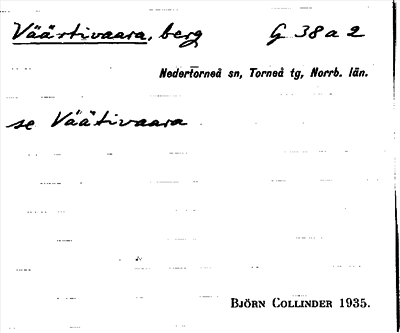 Väärtivaara, berg G 38 a 2
Nedertorneå sn, Torneå tg, Norrb. län.
se Väätivaara
BJÖRN COLLINDER 1935.